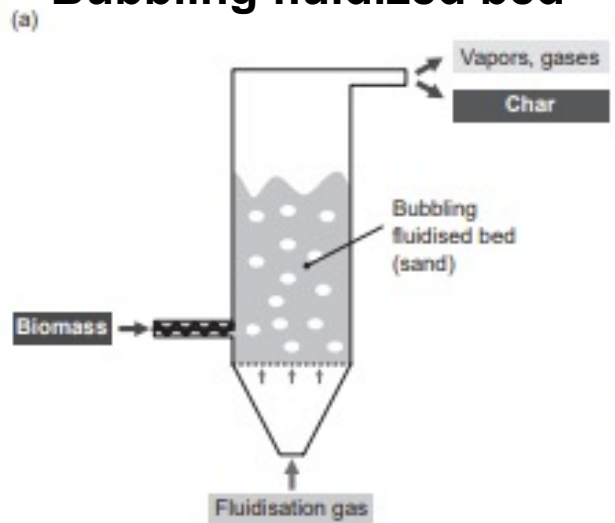 Bubbling fluidized bed
(a)
Vapors, gases
Char
Bubbling
fluidised bed
(sand)
Biomass
Fluidisation gas